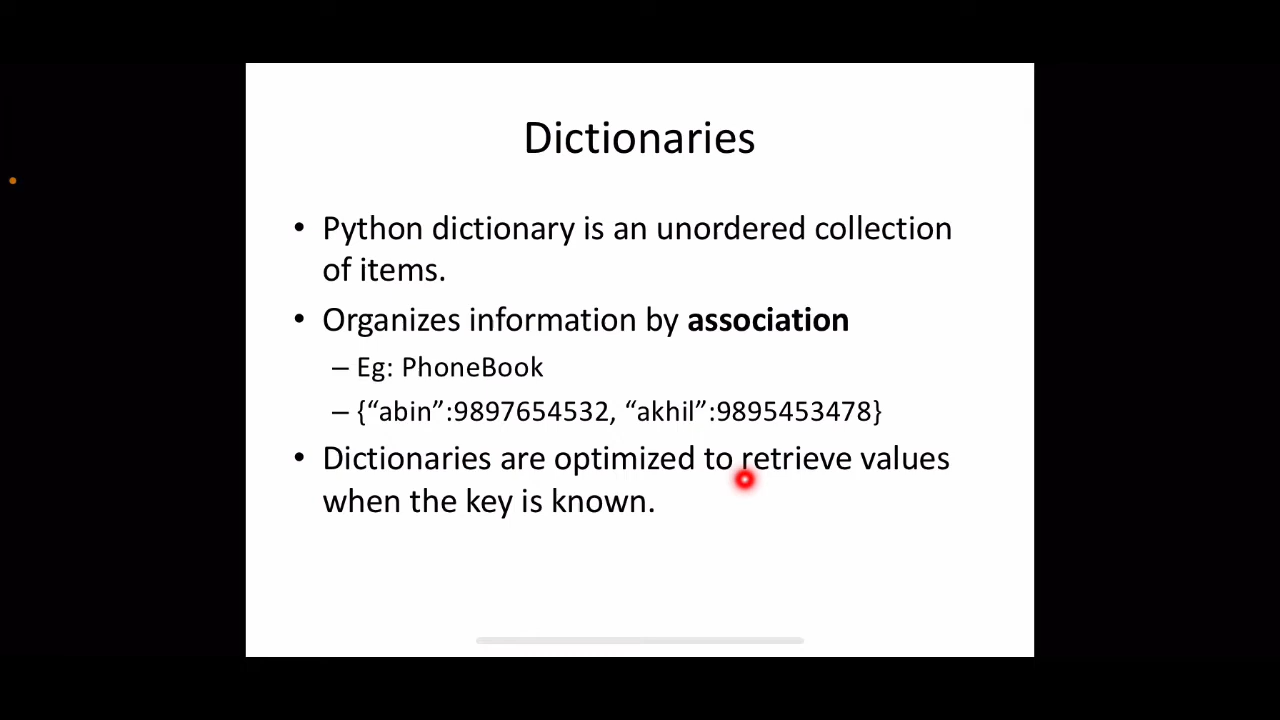 Dictionaries
• Python dictionary is an unordered collection
of items.
• Organizes information by association
– Eg: PhoneBook
– {“abin”:9897654532, “akhil”:9895453478}
• Dictionaries are optimized to retrieve values
when the key is known.